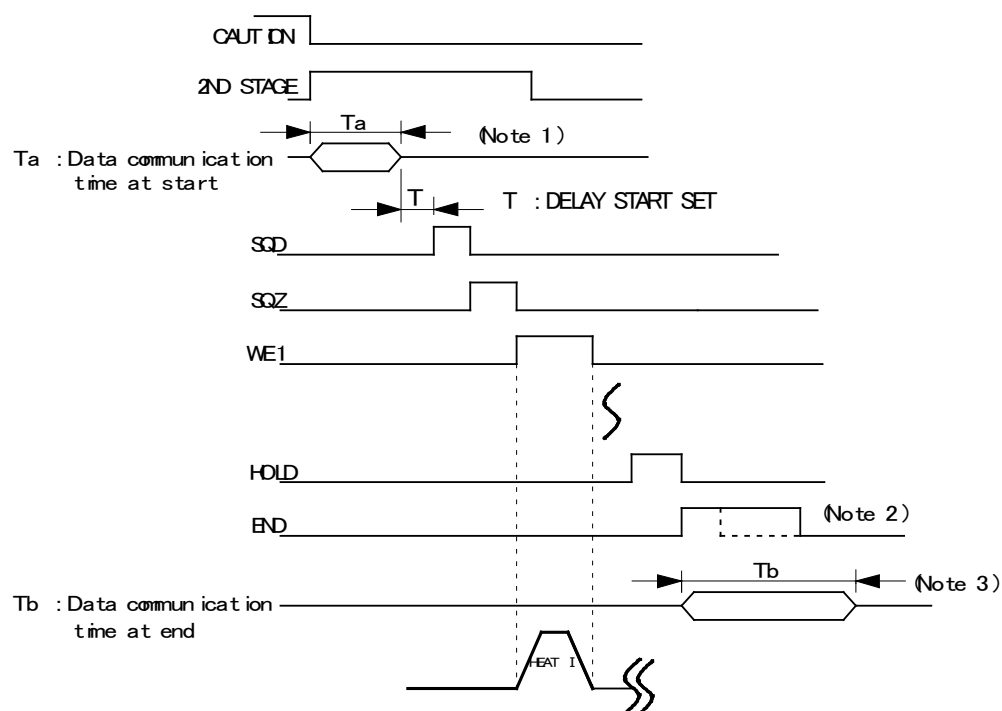 CAUTION
2ND STAGE
Ta
(Note 1)
Ta : Data communication
time at start
T
T : DELAY START SET
SQD
SQZ
WE1
HOLD
END
(Note 2)
Tb
(Note 3)
Tb : Data communication
time at end
HEAT I